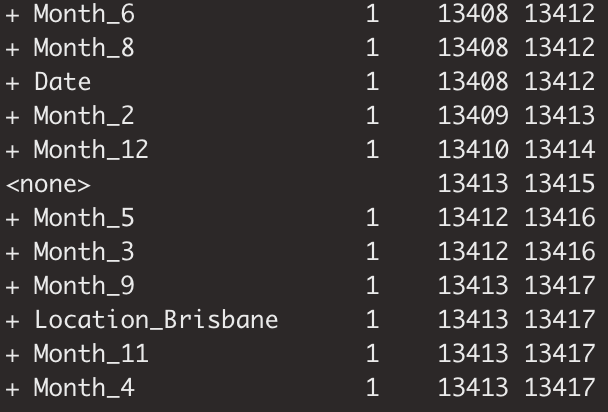 + Month_6 1 13408 13412
+ Month_8 1 13408 13412
+ Date 1 13408 13412
+ Month_2 1 13409 13413
+ Month_12 1 13410 13414
<none> 13413 13415
+ Month_5 1 13412 13416
+ Month_3 1 13412 13416
+ Month_9 1 13413 13417
+ Location_Brisbane 1 13413 13417
+ Month_11 1 13413 13417
+ Month_4 1 13413 13417